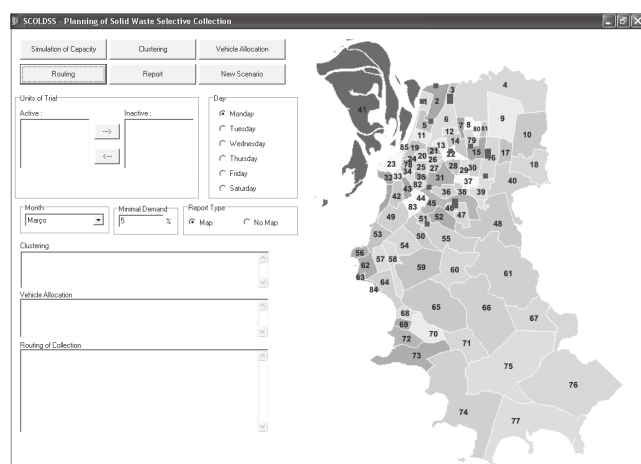 SCOLDSS - Planning of Solid Waste Selective Collection
Simulation of Capacity Clustering Vehicle Allocation
Routing Report New Scenario
Units of Trial
Active : Inactive :
--->
<---
Day
Monday
Tuesday
Wednesday
Thursday
Friday
Saturday
Month
Março
Minimal Demand
5 %
Report Type
Map No Map
Clustering
Vehicle Allocation
Routing of Collection
41
1 2 3 4
5 6 7 8 80 81 9 10
11 12 13 14 79 15 16 17 18
85 19 20 21 22
23 24 78 25 26 27 28 29 30
32 33 34 35 31 37 40
42 43 82 44 36 38 39
83 45 46 47 48
49 51 52
53 50 55
54
56 57 58 59 60 61
62
63 64
84
65 66 67
68
69 70 71
72
73
74 75 76
77